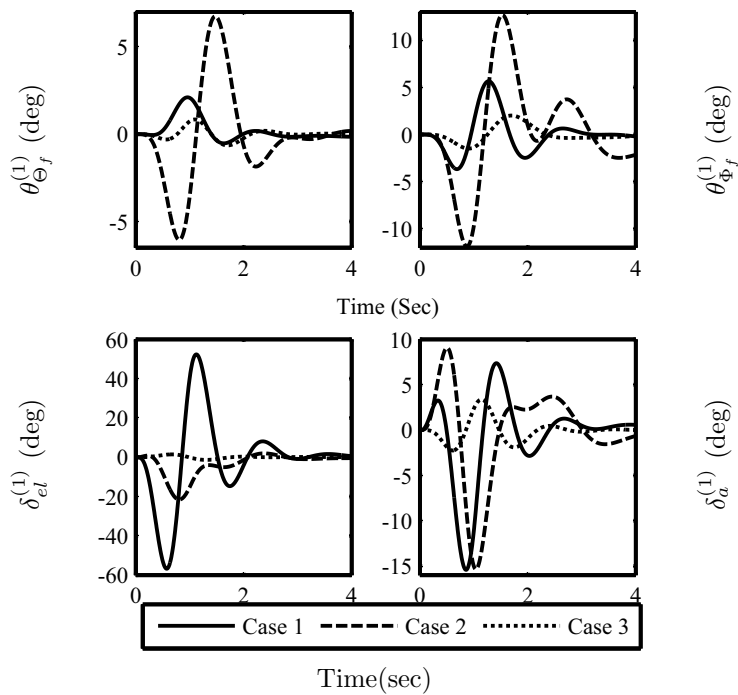 θ_{Θ_f}^{(1)} (deg)
5
0
-5
0 2 4
θ_{Φ_f}^{(1)} (deg)
10
5
0
-5
-10
0 2 4
Time (Sec)
δ_{el}^{(1)} (deg)
60
40
20
0
-20
-40
-60
0 2 4
δ_a^{(1)} (deg)
10
5
0
-5
-10
-15
0 2 4
Case 1 Case 2 Case 3
Time(sec)